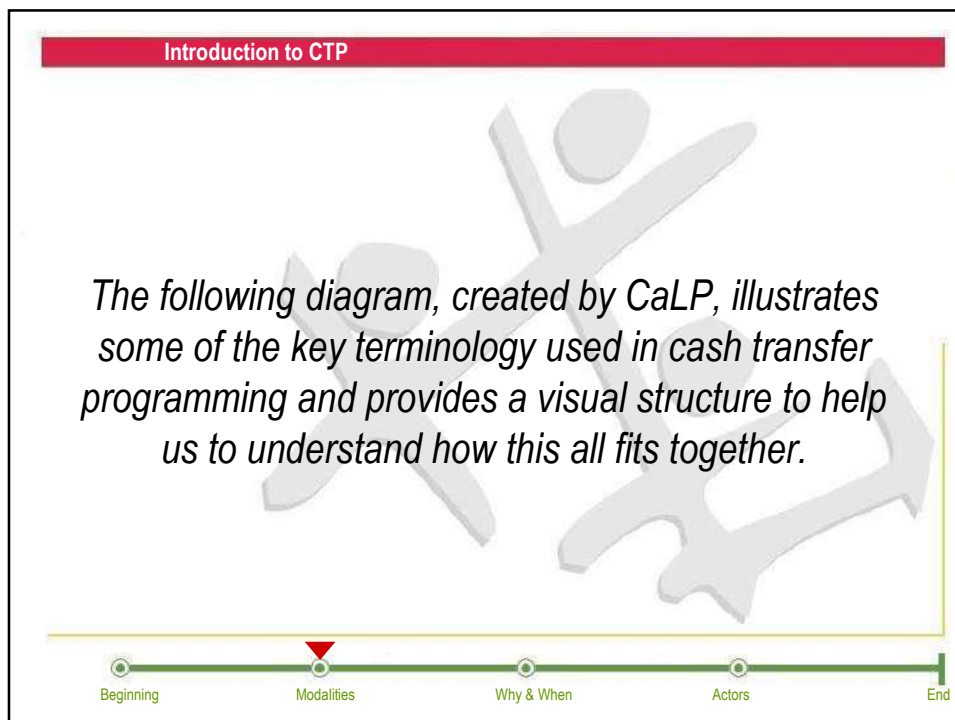 Introduction to CTP
The following diagram, created by CaLP, illustrates
some of the key terminology used in cash transfer
programming and provides a visual structure to help
us to understand how this all fits together.
Beginning Modalities Why & When Actors End